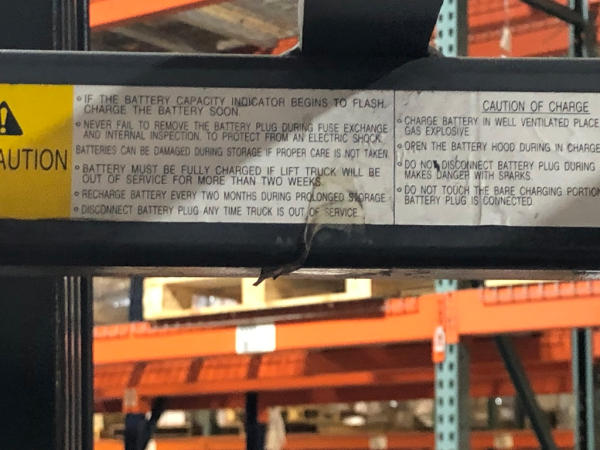 CAUTION
• IF THE BATTERY CAPACITY INDICATOR BEGINS TO FLASH,
CHARGE THE BATTERY SOON.
• NEVER FAIL TO REMOVE THE BATTERY PLUG DURING FUSE EXCHANGE
AND INTERNAL INSPECTION, TO PROTECT FROM AN ELECTRIC SHOCK.
BATTERIES CAN BE DAMAGED DURING STORAGE IF PROPER CARE IS NOT TAKEN.
• BATTERY MUST BE FULLY CHARGED IF LIFT TRUCK WILL BE
OUT OF SERVICE FOR MORE THAN TWO WEEKS.
• RECHARGE BATTERY EVERY TWO MONTHS DURING PROLONGED STORAGE
• DISCONNECT BATTERY PLUG ANY TIME TRUCK IS OUT OF SERVICE.
CAUTION OF CHARGE
• CHARGE BATTERY IN WELL VENTILATED PLACE
GAS EXPLOSIVE
• OPEN THE BATTERY HOOD DURING IN CHARGE
• DO NOT DISCONNECT BATTERY PLUG DURING
MAKES DANGER WITH SPARKS.
• DO NOT TOUCH THE BARE CHARGING PORTION
BATTERY PLUG IS CONNECTED